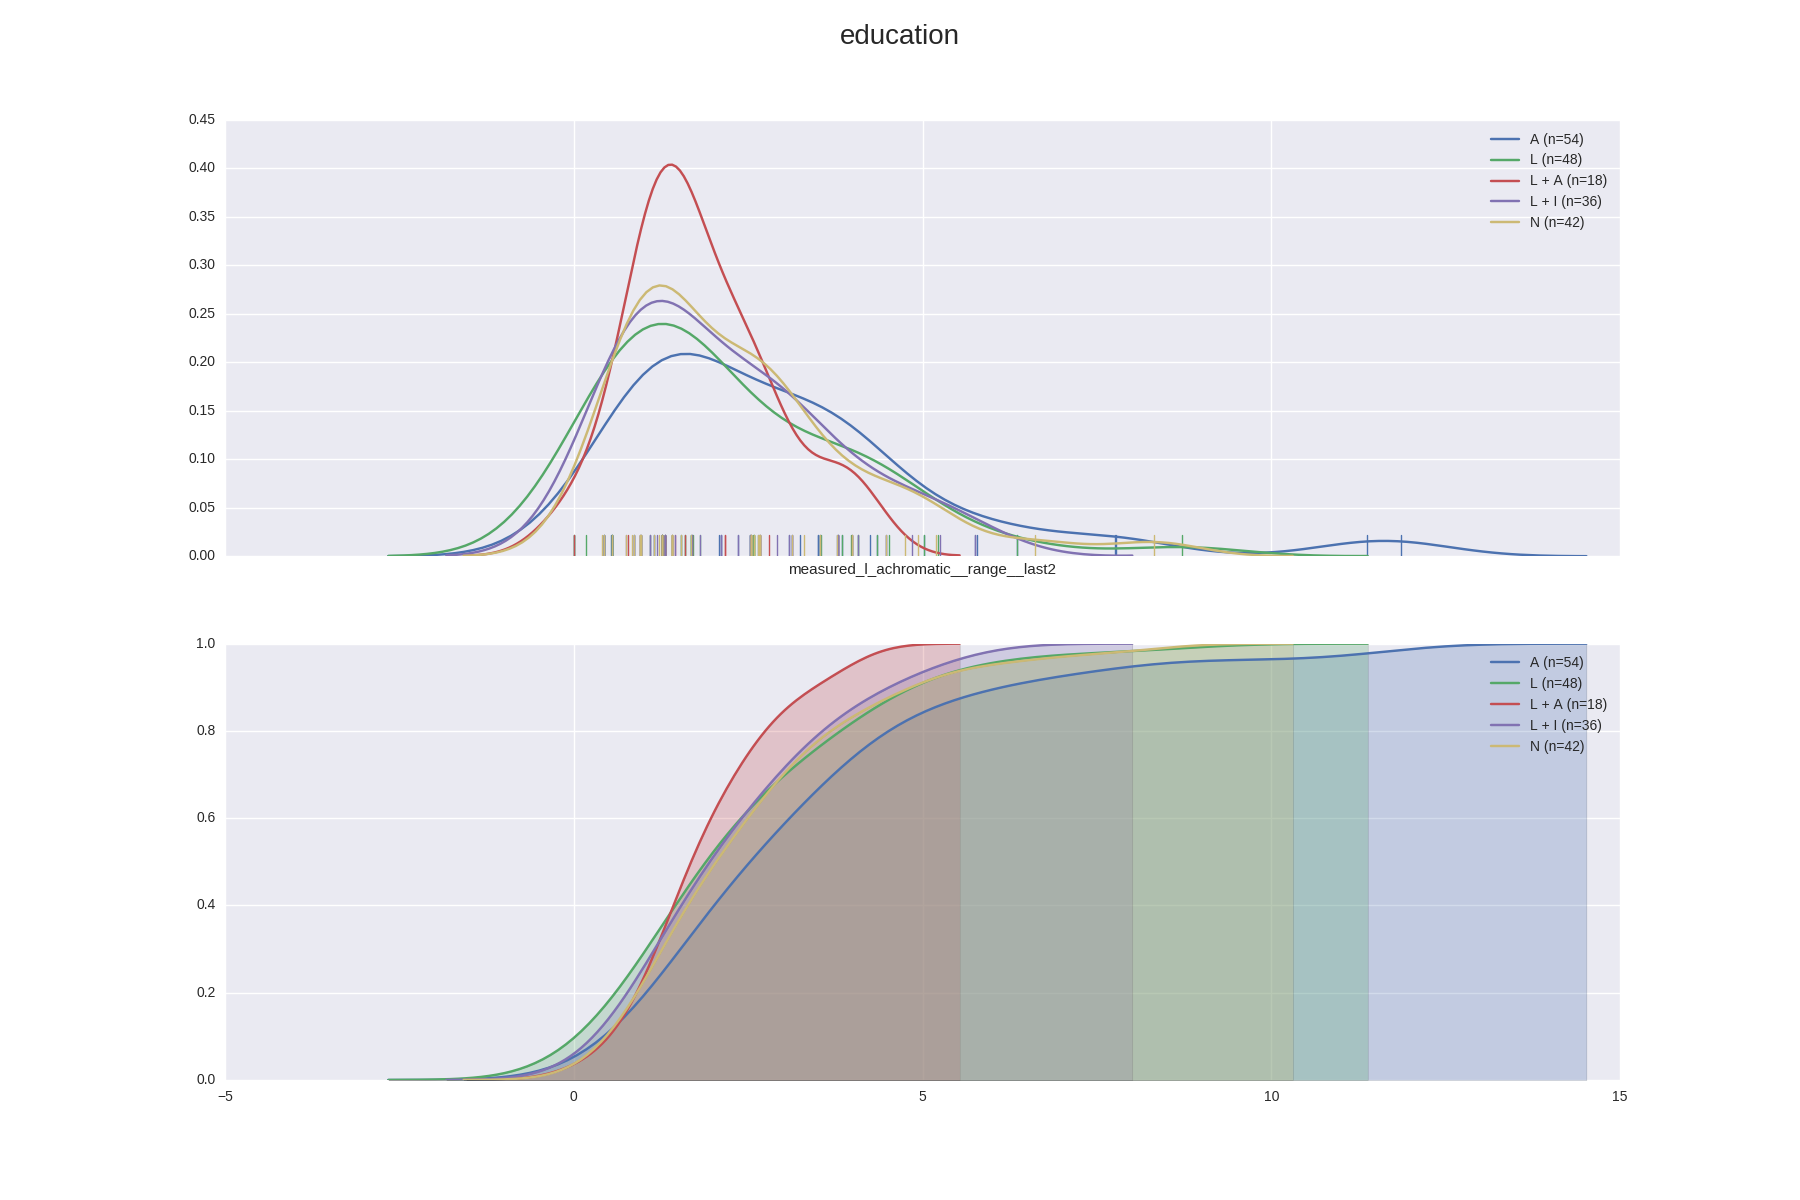 education
0.45
0.40
0.35
0.30
0.25
0.20
0.15
0.10
0.05
0.00
A (n=54)
L (n=48)
L + A (n=18)
L + I (n=36)
N (n=42)
measured_l_achromatic__range__last2
1.0
0.8
0.6
0.4
0.2
0.0
A (n=54)
L (n=48)
L + A (n=18)
L + I (n=36)
N (n=42)
−5 0 5 10 15